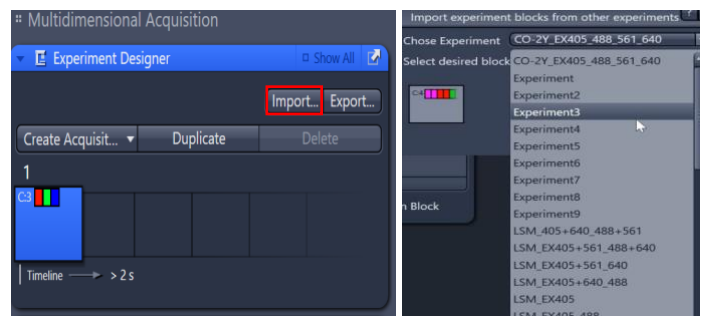 Multidimensional Acquisition
Experiment Designer
Show All
Import... Export...
Create Acquisit... Duplicate Delete
1
C:3
Timeline > 2 s
Import experiment blocks from other experiments ?
Chose Experiment CO-2Y_EX405_488_561_640
Select desired block
CO-2Y_EX405_488_561_640
Experiment
Experiment2
Experiment3
Experiment4
Experiment5
Experiment6
Experiment7
Experiment8
Experiment9
LSM_405+640_488+561
LSM_EX405+561_488+640
LSM_EX405+561_640
LSM_EX405+640_488
LSM_EX405
LSM_EX405_488
C:4
n Block